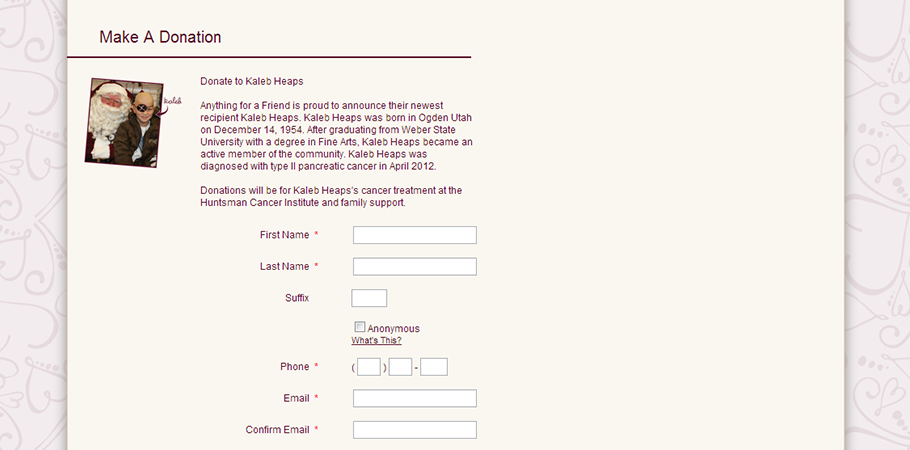 Make A Donation
kaleb
Donate to Kaleb Heaps
Anything for a Friend is proud to announce their newest
recipient Kaleb Heaps. Kaleb Heaps was born in Ogden Utah
on December 14, 1954. After graduating from Weber State
University with a degree in Fine Arts, Kaleb Heaps became an
active member of the community. Kaleb Heaps was
diagnosed with type II pancreatic cancer in April 2012.
Donations will be for Kaleb Heaps's cancer treatment at the
Huntsman Cancer Institute and family support.
First Name *
Last Name *
Suffix
Anonymous
What's This?
Phone * ( ) -
Email *
Confirm Email *